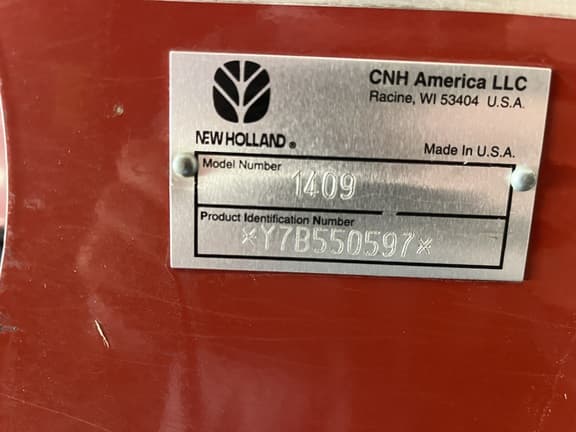 CNH America LLC
Racine, WI 53404 U.S.A.
NEW HOLLAND®
Made In U.S.A.
Model Number
1409
Product Identification Number
*Y7B550597*